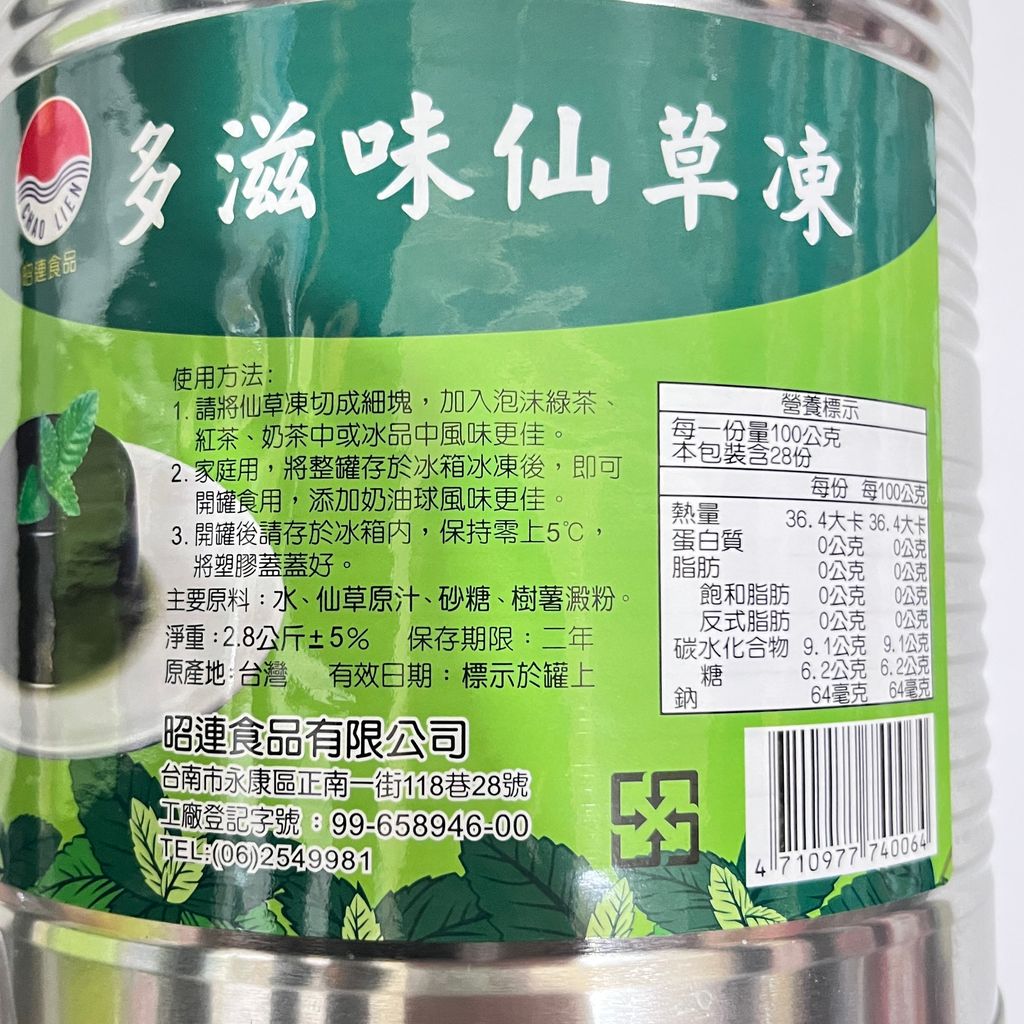 多滋味仙草凍
CHAO LIEN
昭連食品
使用方法:
1. 請將仙草凍切成細塊，加入泡沫綠茶、
紅茶、奶茶中或冰品中風味更佳。
2. 家庭用，將整罐存於冰箱冰凍後，即可
開罐食用，添加奶油球風味更佳。
3. 開罐後請存於冰箱內，保持零上5℃，
將塑膠蓋蓋好。
主要原料：水、仙草原汁、砂糖、樹薯澱粉。
淨重：2.8公斤±5% 保存期限：二年
原產地:台灣 有效日期：標示於罐上
昭連食品有限公司
台南市永康區正南一街118巷28號
工廠登記字號：99-658946-00
TEL:(06)2549981
營養標示
每一份量100公克
本包裝含28份
每份 每100公克
熱量 36.4大卡 36.4大卡
蛋白質 0公克 0公克
脂肪 0公克 0公克
飽和脂肪 0公克 0公克
反式脂肪 0公克 0公克
碳水化合物 9.1公克 9.1公克
糖 6.2公克 6.2公克
鈉 64毫克 64毫克
4 710977 740064